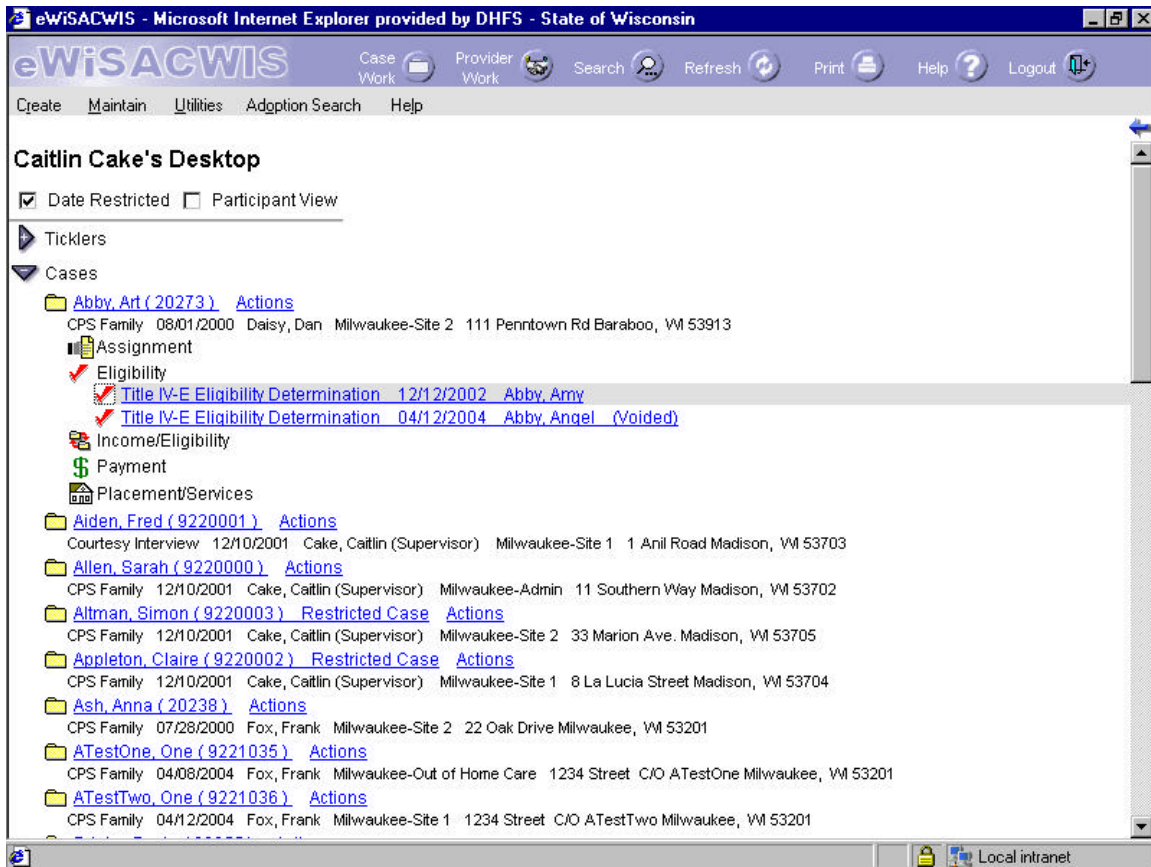 eWiSACWIS - Microsoft Internet Explorer provided by DHFS - State of Wisconsin
eWiSACWIS Case Work Provider Work Search Refresh Print Help Logout
Create Maintain Utilities Adoption Search Help
Caitlin Cake's Desktop
Date Restricted Participant View
Ticklers
Cases
Abby, Art ( 20273 ) Actions
CPS Family 08/01/2000 Daisy, Dan Milwaukee-Site 2 111 Penntown Rd Baraboo, WI 53913
Assignment
Eligibility
Title IV-E Eligibility Determination 12/12/2002 Abby, Amy
Title IV-E Eligibility Determination 04/12/2004 Abby, Angel (Voided)
Income/Eligibility
$ Payment
Placement/Services
Aiden, Fred ( 9220001 ) Actions
Courtesy Interview 12/10/2001 Cake, Caitlin (Supervisor) Milwaukee-Site 1 1 Anil Road Madison, WI 53703
Allen, Sarah ( 9220000 ) Actions
CPS Family 12/10/2001 Cake, Caitlin (Supervisor) Milwaukee-Admin 11 Southern Way Madison, WI 53702
Altman, Simon ( 9220003 ) Restricted Case Actions
CPS Family 12/10/2001 Cake, Caitlin (Supervisor) Milwaukee-Site 2 33 Marion Ave. Madison, WI 53705
Appleton, Claire ( 9220002 ) Restricted Case Actions
CPS Family 12/10/2001 Cake, Caitlin (Supervisor) Milwaukee-Site 1 8 La Lucia Street Madison, WI 53704
Ash, Anna ( 20238 ) Actions
CPS Family 07/28/2000 Fox, Frank Milwaukee-Site 2 22 Oak Drive Milwaukee, WI 53201
ATestOne, One ( 9221035 ) Actions
CPS Family 04/08/2004 Fox, Frank Milwaukee-Out of Home Care 1234 Street C/O ATestOne Milwaukee, WI 53201
ATestTwo, One ( 9221036 ) Actions
CPS Family 04/12/2004 Fox, Frank Milwaukee-Site 1 1234 Street C/O ATestTwo Milwaukee, WI 53201
Local intranet